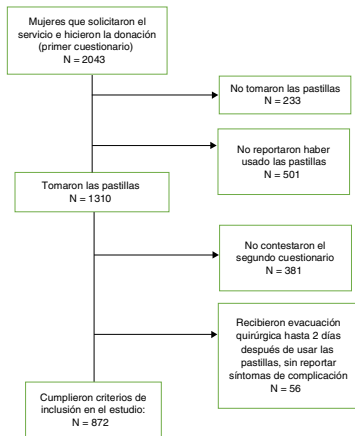 Mujeres que solicitaron el
servicio e hicieron la donación
(primer cuestionario)
N = 2043
No tomaron las pastillas
N = 233
No reportaron haber
usado las pastillas
N = 501
Tomaron las pastillas
N = 1310
No contestaron el
segundo cuestionario
N = 381
Recibieron evacuación
quirúrgica hasta 2 días
después de usar las
pastillas, sin reportar
síntomas de complicación
N = 56
Cumplieron criterios de
inclusión en el estudio:
N = 872